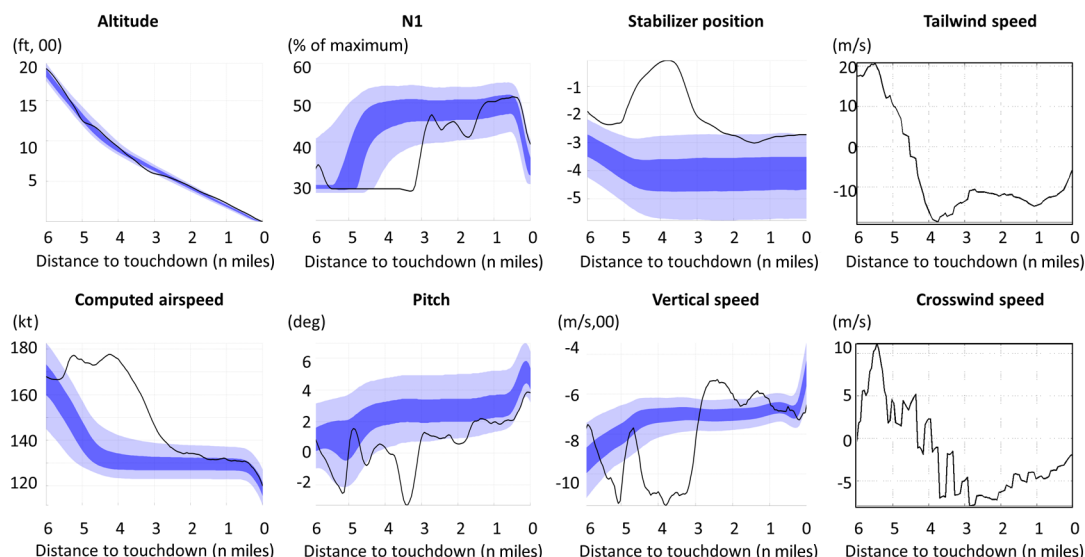 Altitude
(ft, 00)
20
15
10
5
6 5 4 3 2 1 0
Distance to touchdown (n miles)
N1
(% of maximum)
60
50
40
30
6 5 4 3 2 1 0
Distance to touchdown (n miles)
Stabilizer position
-1
-2
-3
-4
-5
6 5 4 3 2 1 0
Distance to touchdown (n miles)
Tailwind speed
(m/s)
20
10
0
-10
6 5 4 3 2 1 0
Distance to touchdown (n miles)
Computed airspeed
(kt)
180
160
140
120
6 5 4 3 2 1 0
Distance to touchdown (n miles)
Pitch
(deg)
6
4
2
0
-2
6 5 4 3 2 1 0
Distance to touchdown (n miles)
Vertical speed
(m/s,00)
-4
-6
-8
-10
6 5 4 3 2 1 0
Distance to touchdown (n miles)
Crosswind speed
(m/s)
10
5
0
-5
6 5 4 3 2 1 0
Distance to touchdown (n miles)